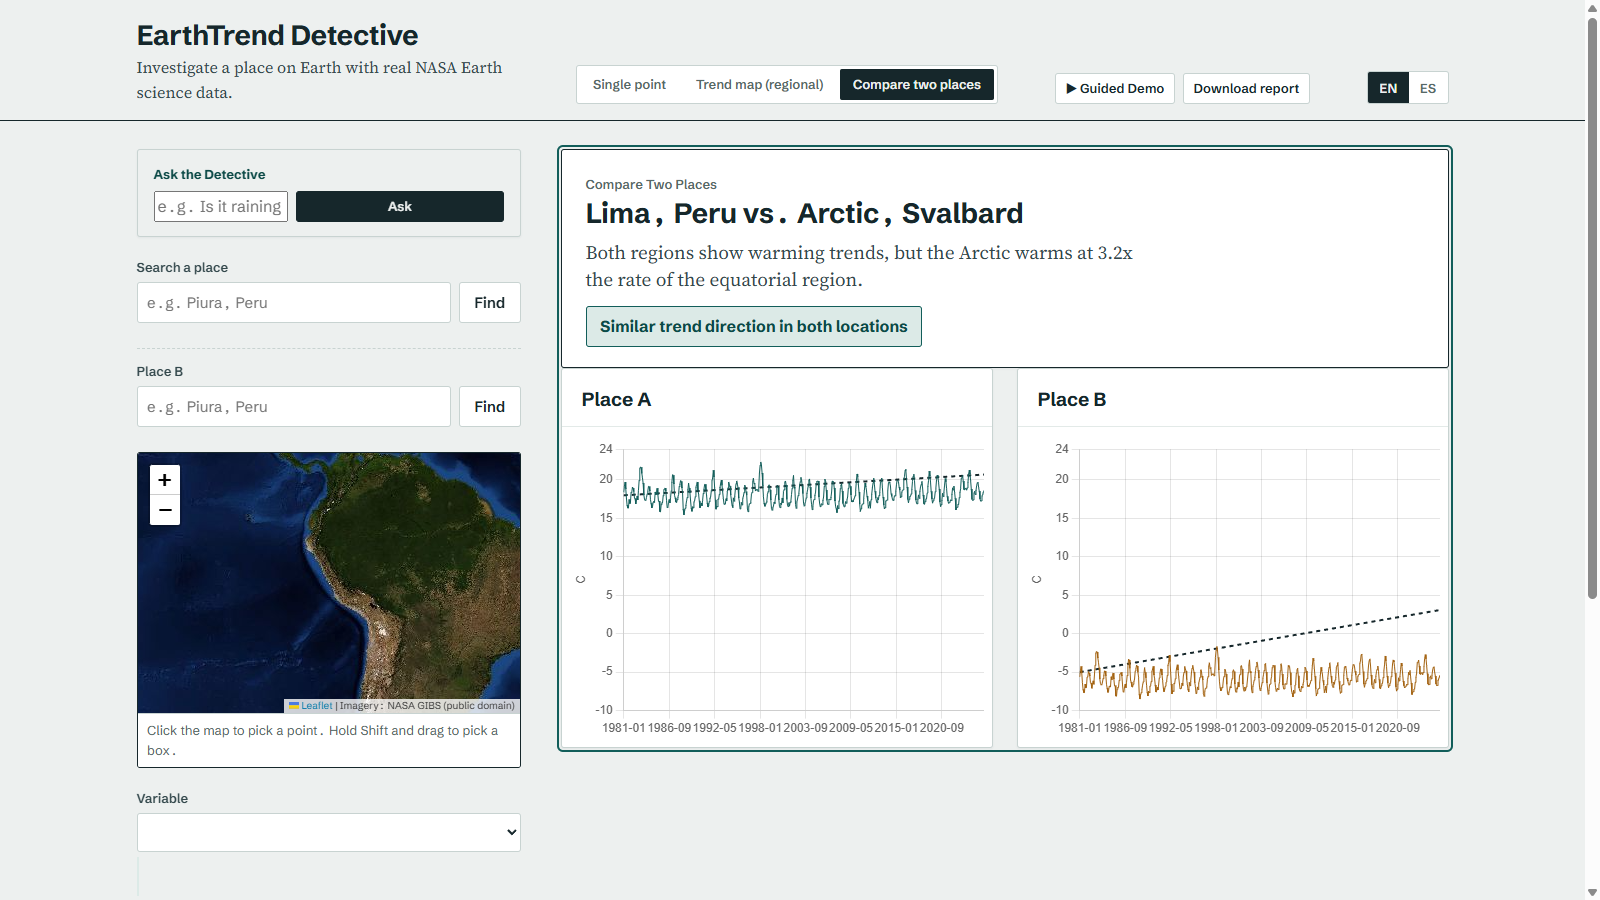 EarthTrend Detective
Investigate a place on Earth with real NASA Earth
science data.
Single point
Trend map (regional)
Compare two places
▶ Guided Demo
Download report
EN
ES
Ask the Detective
e.g. Is it raining
Ask
Search a place
e.g. Piura, Peru
Find
Place B
e.g. Piura, Peru
Find
+
−
Leaflet | Imagery: NASA GIBS (public domain)
Click the map to pick a point. Hold Shift and drag to pick a
box.
Variable
Compare Two Places
Lima, Peru vs. Arctic, Svalbard
Both regions show warming trends, but the Arctic warms at 3.2x
the rate of the equatorial region.
Similar trend direction in both locations
Place A
24
20
15
10
5
0
-5
-10
C
1981-01 1986-09 1992-05 1998-01 2003-09 2009-05 2015-01 2020-09
Place B
24
20
15
10
5
0
-5
-10
C
1981-01 1986-09 1992-05 1998-01 2003-09 2009-05 2015-01 2020-09